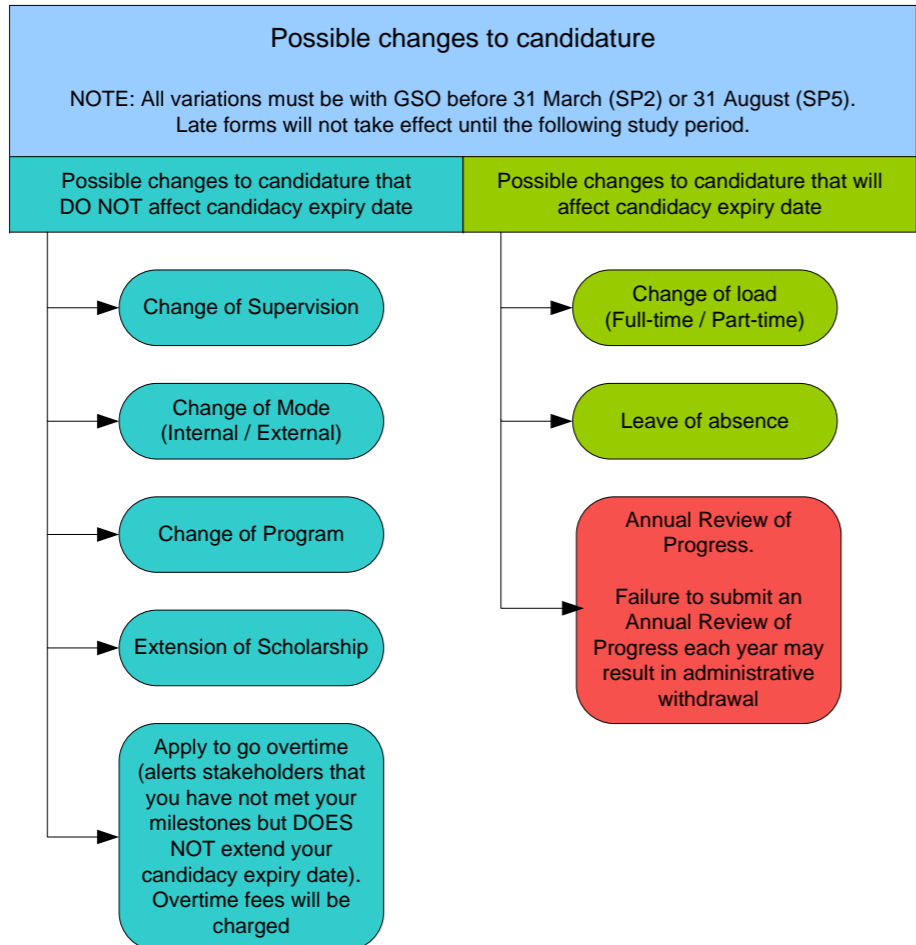 Possible changes to candidature
NOTE: All variations must be with GSO before 31 March (SP2) or 31 August (SP5).
Late forms will not take effect until the following study period.
Possible changes to candidature that
DO NOT affect candidacy expiry date
Possible changes to candidature that will
affect candidacy expiry date
Change of Supervision
Change of Mode
(Internal / External)
Change of Program
Extension of Scholarship
Apply to go overtime
(alerts stakeholders that
you have not met your
milestones but DOES
NOT extend your
candidacy expiry date).
Overtime fees will be
charged
Change of load
(Full-time / Part-time)
Leave of absence
Annual Review of
Progress.
Failure to submit an
Annual Review of
Progress each year may
result in administrative
withdrawal